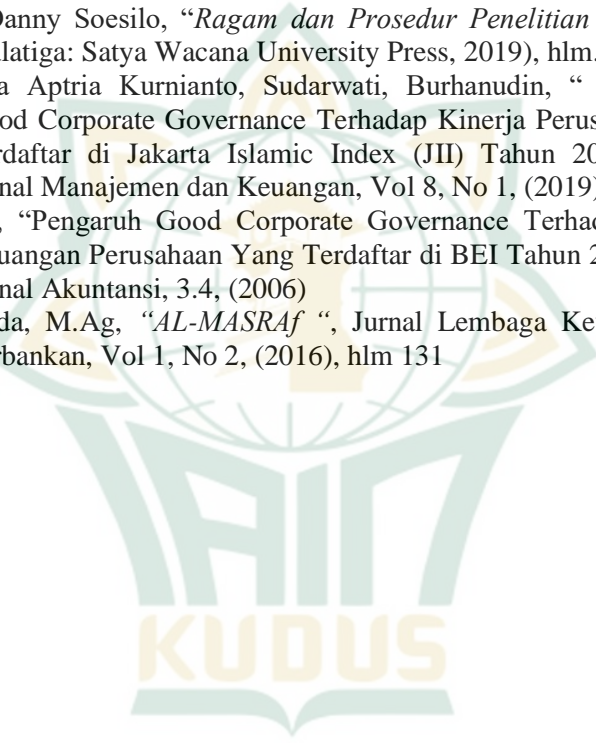 Danny Soesilo, “Ragam dan Prosedur Penelitian
alatiga: Satya Wacana University Press, 2019), hlm.
a Aptria Kurnianto, Sudarwati, Burhanudin, “
od Corporate Governance Terhadap Kinerja Perus
rdaftar di Jakarta Islamic Index (JII) Tahun 20
nal Manajemen dan Keuangan, Vol 8, No 1, (2019)
, “Pengaruh Good Corporate Governance Terhad
uangan Perusahaan Yang Terdaftar di BEI Tahun 2
nal Akuntansi, 3.4, (2006)
da, M.Ag, “AL-MASRAf “, Jurnal Lembaga Ke
rbankan, Vol 1, No 2, (2016), hlm 131
IAIN
KUDUS